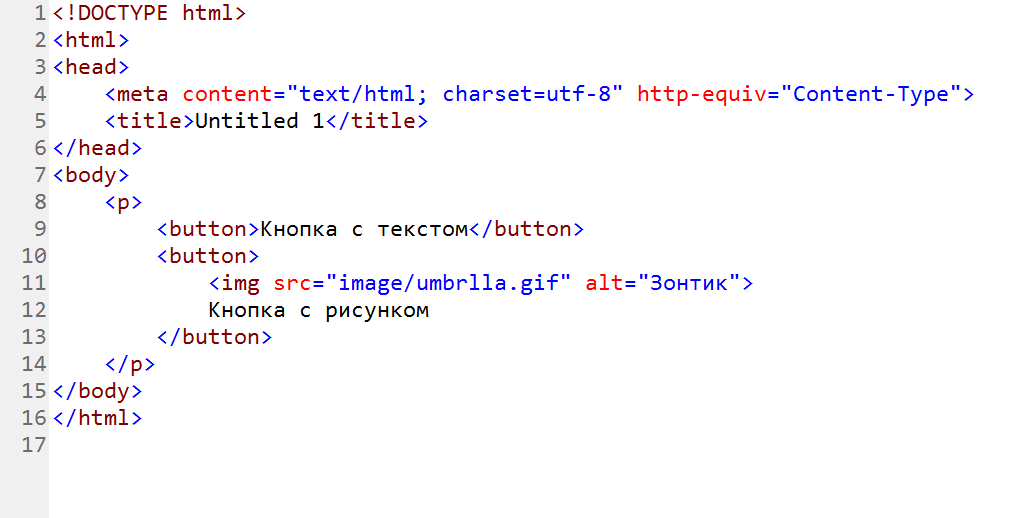 1 <!DOCTYPE html>
2 <html>
3 <head>
4     <meta content="text/html; charset=utf-8" http-equiv="Content-Type">
5     <title>Untitled 1</title>
6 </head>
7 <body>
8     <p>
9         <button>Кнопка с текстом</button>
10         <button>
11             <img src="image/umbrlla.gif" alt="Зонтик">
12             Кнопка с рисунком
13         </button>
14     </p>
15 </body>
16 </html>
17